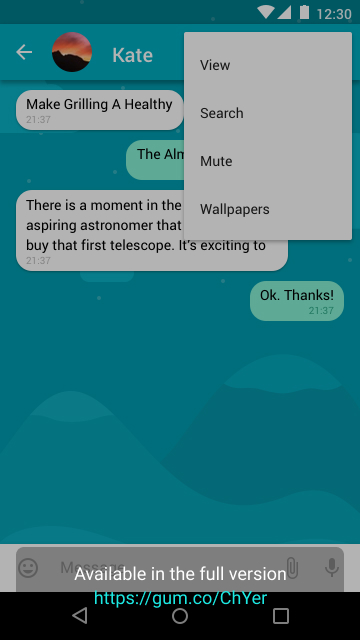 12:30
Kate
View
Search
Mute
Wallpapers
Make Grilling A Healthy
21:37
The
There is a moment in the
aspiring astronomer that
buy that first telescope. It's exciting to
21:37
Ok. Thanks!
21:37
Message
Available in the full version
https://gum.co/ChYer